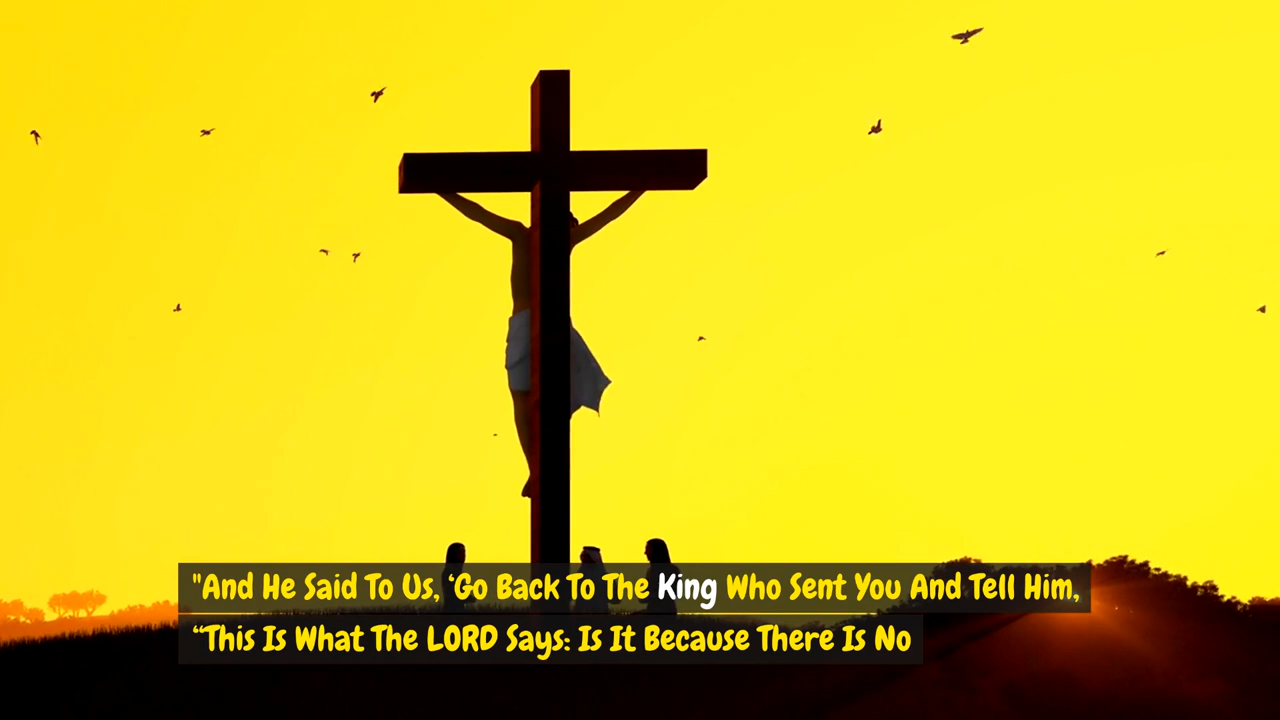 "And He Said To Us, ‘Go Back To The King Who Sent You And Tell Him,
“This Is What The LORD Says: Is It Because There Is No